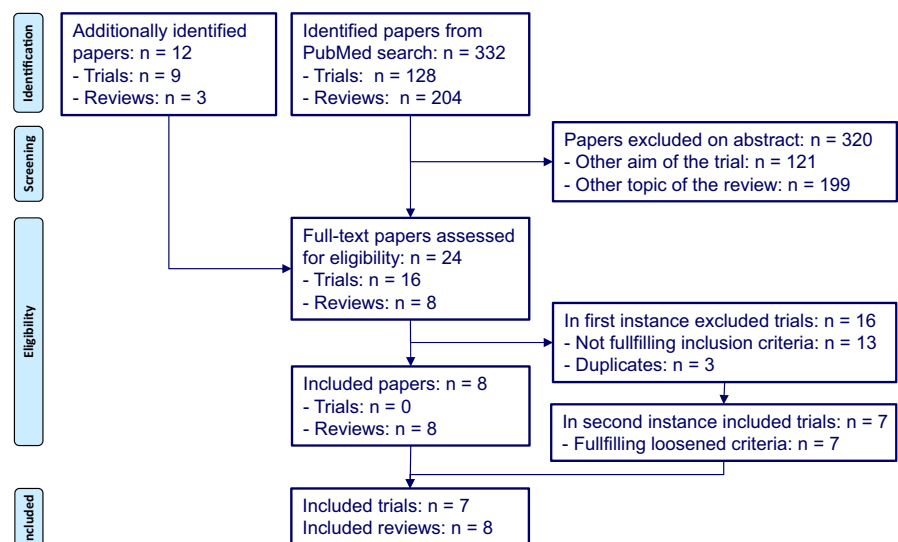 Identification
Additionally identified
papers: n = 12
- Trials: n = 9
- Reviews: n = 3
Identified papers from
PubMed search: n = 332
- Trials: n = 128
- Reviews: n = 204
Screening
Papers excluded on abstract: n = 320
- Other aim of the trial: n = 121
- Other topic of the review: n = 199
Eligibility
Full-text papers assessed
for eligibility: n = 24
- Trials: n = 16
- Reviews: n = 8
In first instance excluded trials: n = 16
- Not fullfilling inclusion criteria: n = 13
- Duplicates: n = 3
Included papers: n = 8
- Trials: n = 0
- Reviews: n = 8
In second instance included trials: n = 7
- Fullfilling loosened criteria: n = 7
ncluded
Included trials: n = 7
Included reviews: n = 8